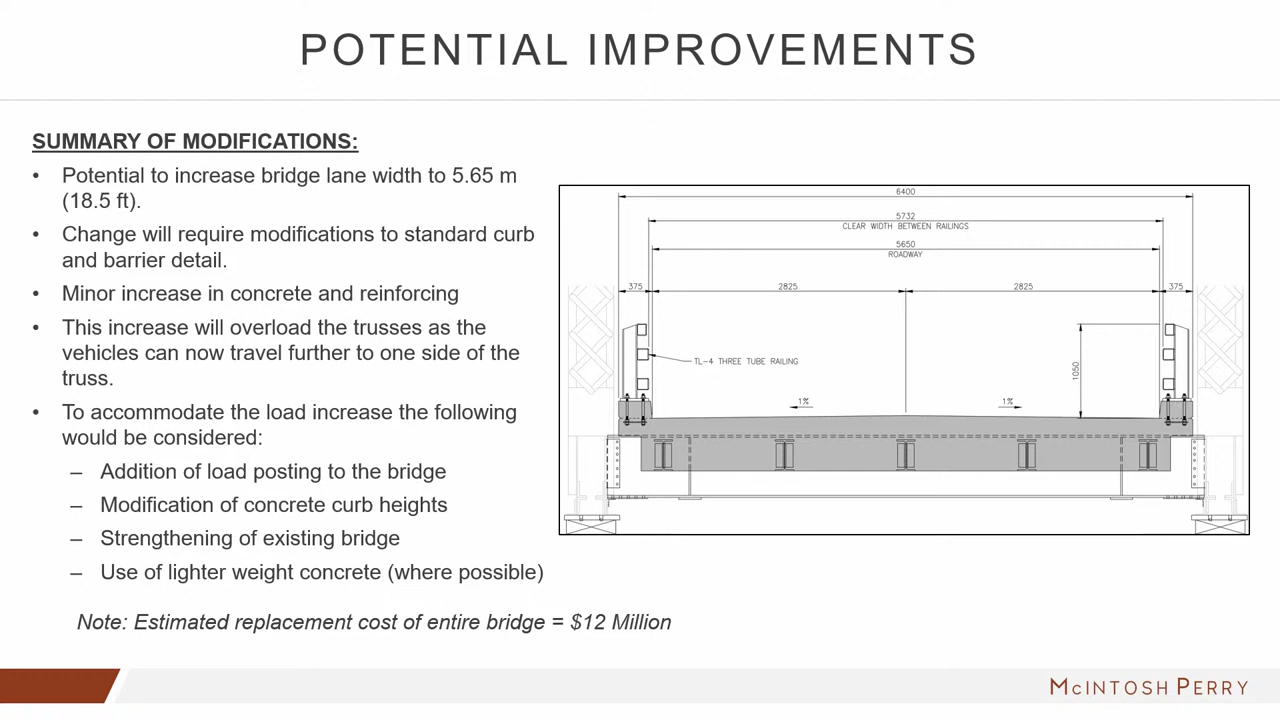 POTENTIAL IMPROVEMENTS
SUMMARY OF MODIFICATIONS:
• Potential to increase bridge lane width to 5.65 m
(18.5 ft).
• Change will require modifications to standard curb
and barrier detail.
• Minor increase in concrete and reinforcing
• This increase will overload the trusses as the
vehicles can now travel further to one side of the
truss.
• To accommodate the load increase the following
would be considered:
– Addition of load posting to the bridge
– Modification of concrete curb heights
– Strengthening of existing bridge
– Use of lighter weight concrete (where possible)
Note: Estimated replacement cost of entire bridge = $12 Million
6400
5732
CLEAR WIDTH BETWEEN RAILINGS
5650
ROADWAY
375 2825 2825 375
TL-4 THREE TUBE RAILING
1050
1% 1%
MCINTOSH PERRY